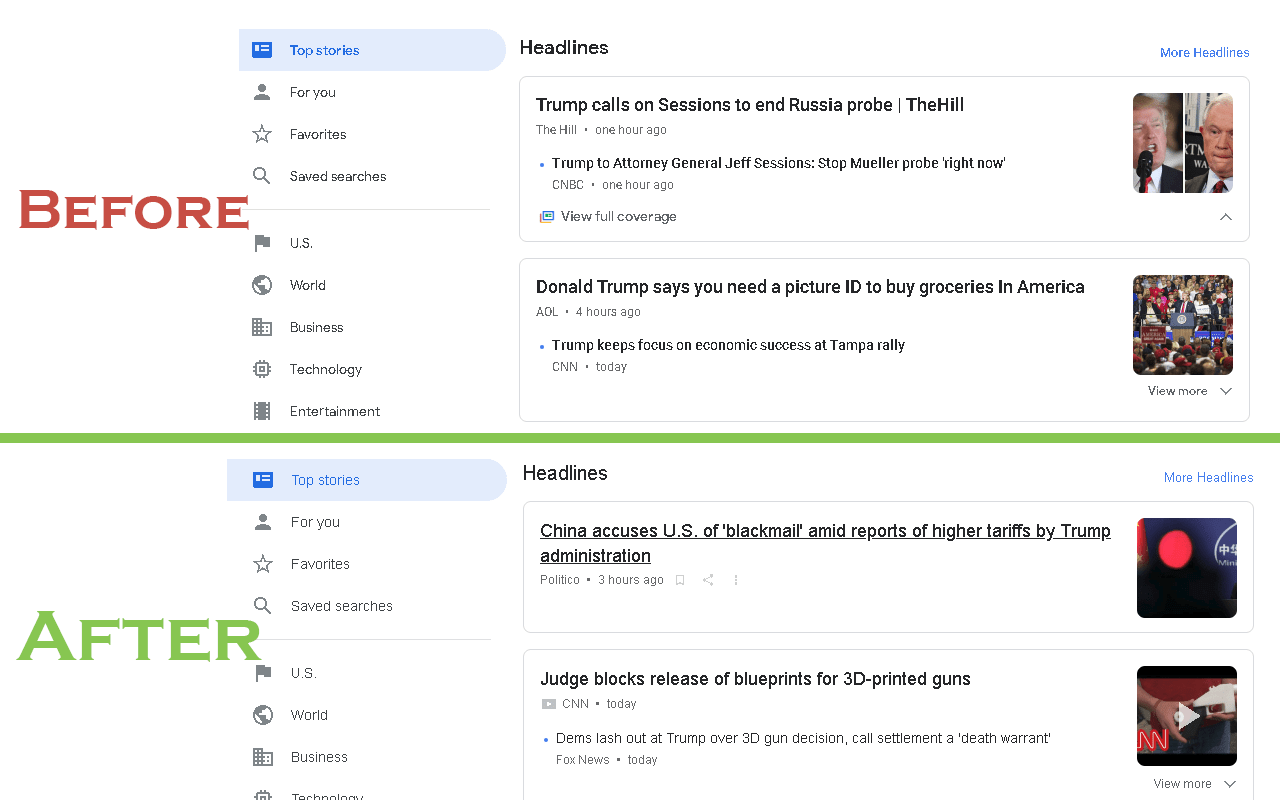 Before
Top stories
For you
Favorites
Saved searches
U.S.
World
Business
Technology
Entertainment
Headlines
More Headlines
Trump calls on Sessions to end Russia probe | TheHill
The Hill • one hour ago
• Trump to Attorney General Jeff Sessions: Stop Mueller probe 'right now'
CNBC • one hour ago
View full coverage
Donald Trump says you need a picture ID to buy groceries In America
AOL • 4 hours ago
• Trump keeps focus on economic success at Tampa rally
CNN • today
View more
After
Top stories
For you
Favorites
Saved searches
U.S.
World
Business
Technology
Headlines
More Headlines
China accuses U.S. of 'blackmail' amid reports of higher tariffs by Trump
administration
Politico • 3 hours ago
Judge blocks release of blueprints for 3D-printed guns
CNN • today
• Dems lash out at Trump over 3D gun decision, call settlement a 'death warrant'
Fox News • today
View more